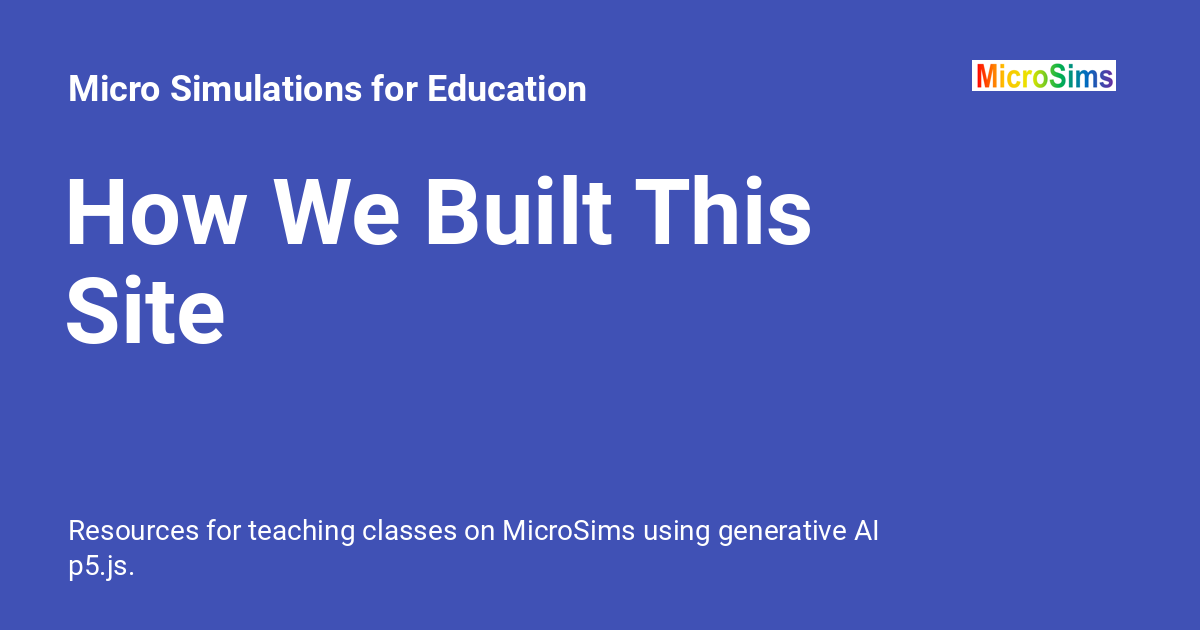 Micro Simulations for Education
MicroSims
How We Built This
Site
Resources for teaching classes on MicroSims using generative AI
p5.js.